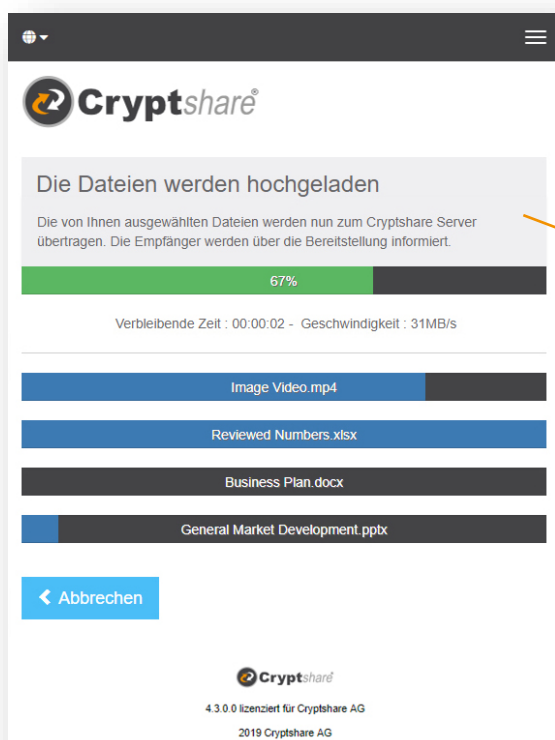 Cryptshare®
Die Dateien werden hochgeladen
Die von Ihnen ausgewählten Dateien werden nun zum Cryptshare Server
übertragen. Die Empfänger werden über die Bereitstellung informiert.
67%
Verbleibende Zeit : 00:00:02 - Geschwindigkeit : 31MB/s
Image Video.mp4
Reviewed Numbers.xlsx
Business Plan.docx
General Market Development.pptx
Abbrechen
Cryptshare®
4.3.0.0 lizenziert für Cryptshare AG
2019 Cryptshare AG